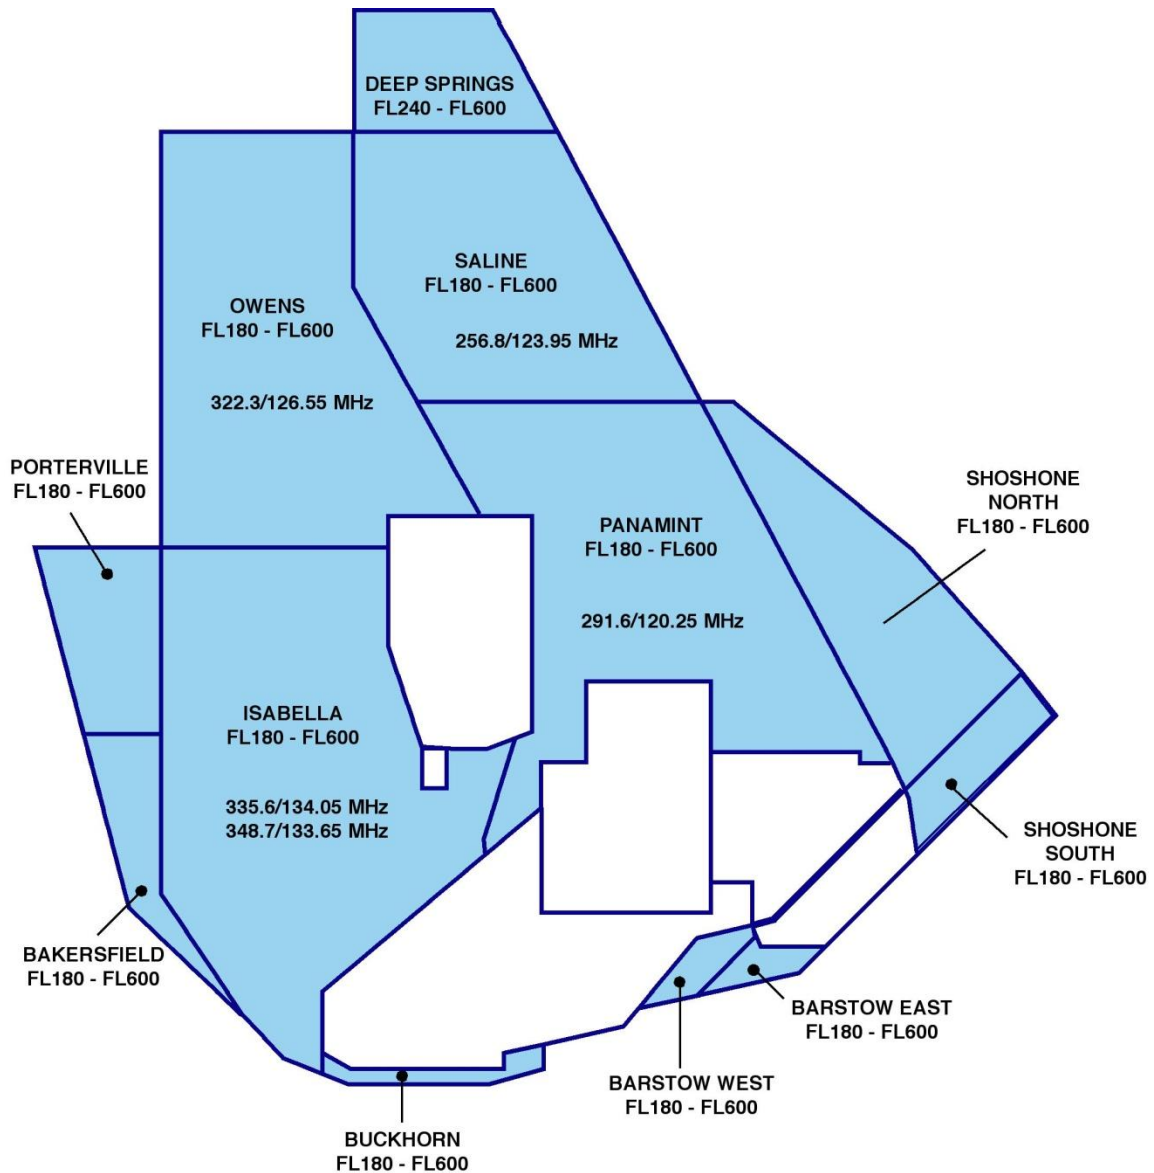 DEEP SPRINGS
FL240 - FL600
SALINE
FL180 - FL600
256.8/123.95 MHz
OWENS
FL180 - FL600
322.3/126.55 MHz
PORTERVILLE
FL180 - FL600
SHOSHONE
NORTH
FL180 - FL600
PANAMINT
FL180 - FL600
291.6/120.25 MHz
ISABELLA
FL180 - FL600
335.6/134.05 MHz
348.7/133.65 MHz
SHOSHONE
SOUTH
FL180 - FL600
BAKERSFIELD
FL180 - FL600
BARSTOW EAST
FL180 - FL600
BARSTOW WEST
FL180 - FL600
BUCKHORN
FL180 - FL600